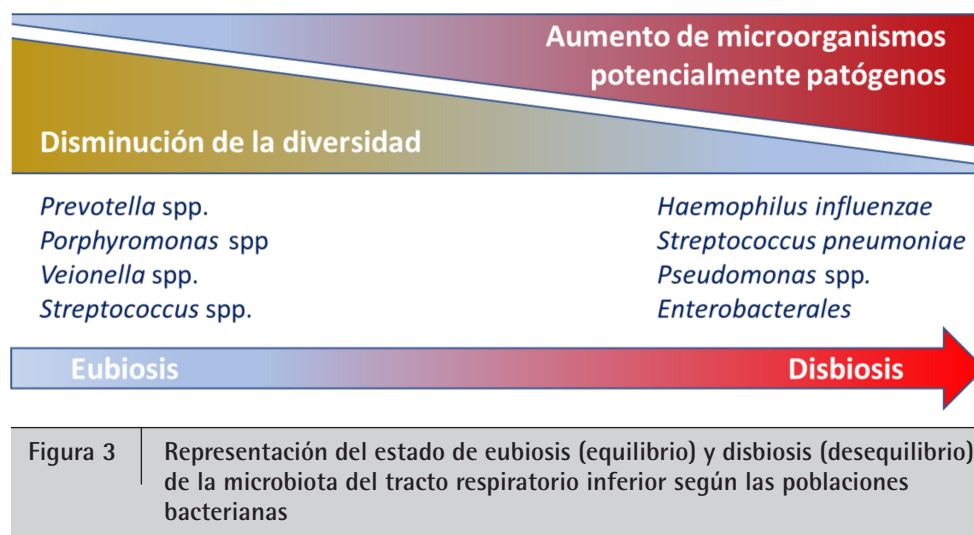 Aumento de microorganismos
potencialmente patógenos
Disminución de la diversidad
Prevotella spp.
Porphyromonas spp
Veionella spp.
Streptococcus spp.
Haemophilus influenzae
Streptococcus pneumoniae
Pseudomonas spp.
Enterobacterales
Eubiosis
Disbiosis
Figura 3
Representación del estado de eubiosis (equilibrio) y disbiosis (desequilibrio)
de la microbiota del tracto respiratorio inferior según las poblaciones
bacterianas